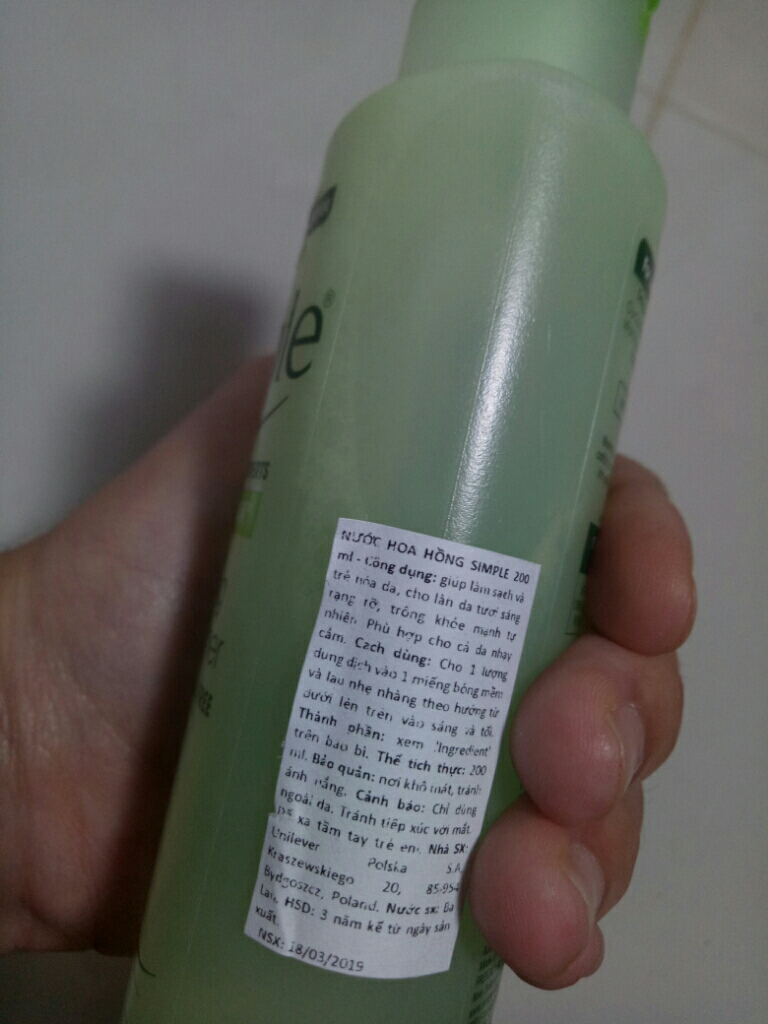 le®
NƯỚC HOA HỒNG SIMPLE 200
ml - Công dụng: giúp làm sạch và
trẻ hóa da, cho làn da tươi sáng
rạng rỡ, trông khỏe mạnh tự
nhiên. Phù hợp cho cả da nhạy
cảm. Cách dùng: Cho 1 lượng
dung dịch vào 1 miếng bông mềm
và lau nhẹ nhàng theo hướng từ
dưới lên trên vào sáng và tối.
Thành phần: xem 'Ingredient'
trên bao bì. Thể tích thực: 200
ml. Bảo quản: nơi khô mát, tránh
ánh nắng. Cảnh báo: Chỉ dùng
ngoài da. Tránh tiếp xúc với mắt.
Để xa tầm tay trẻ em. Nhà SX:
Unilever Polska S.A,
Kraszewskiego 20, 85-954
Bydgoszcz, Poland. Nước sx: Ba
Lan. HSD: 3 năm kể từ ngày sản
xuất.
NSX: 18/03/2019